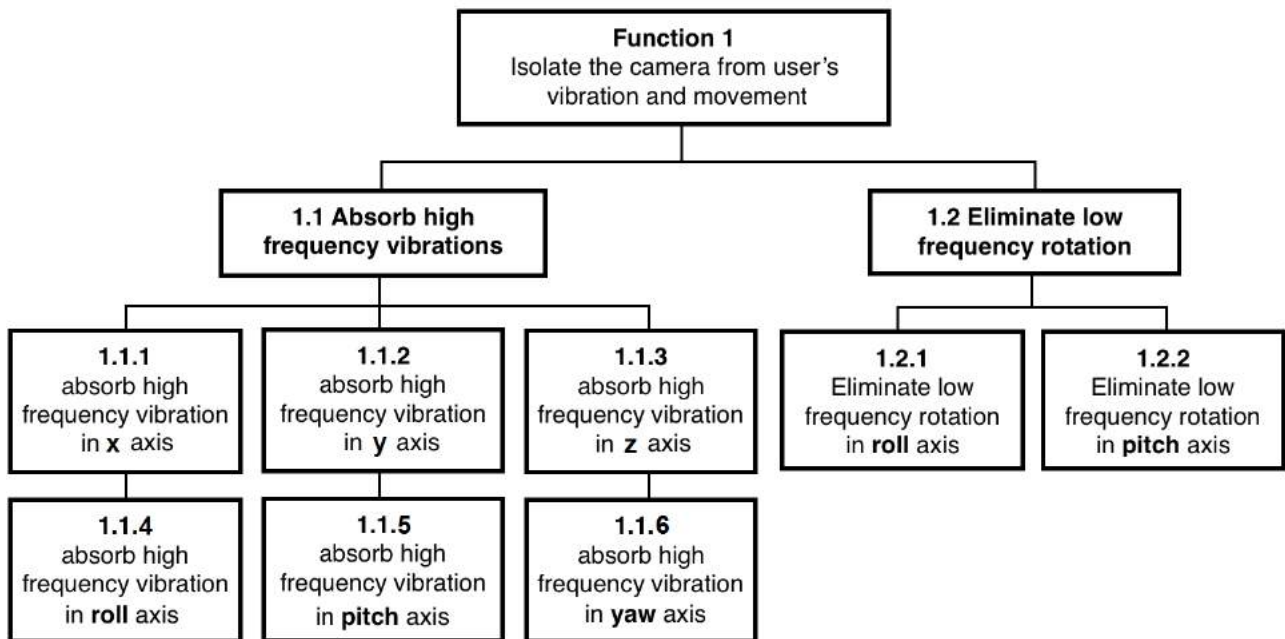 Function 1
Isolate the camera from user's
vibration and movement
1.1 Absorb high
frequency vibrations
1.2 Eliminate low
frequency rotation
1.1.1
absorb high
frequency vibration
in x axis
1.1.2
absorb high
frequency vibration
in y axis
1.1.3
absorb high
frequency vibration
in z axis
1.2.1
Eliminate low
frequency rotation
in roll axis
1.2.2
Eliminate low
frequency rotation
in pitch axis
1.1.4
absorb high
frequency vibration
in roll axis
1.1.5
absorb high
frequency vibration
in pitch axis
1.1.6
absorb high
frequency vibration
in yaw axis